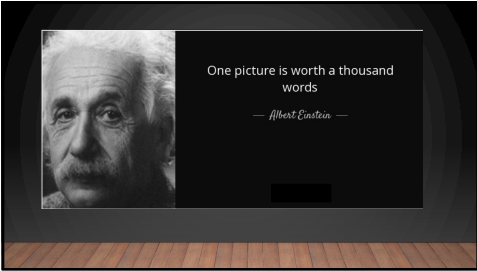 One picture is worth a thousand
words
— Albert Einstein —